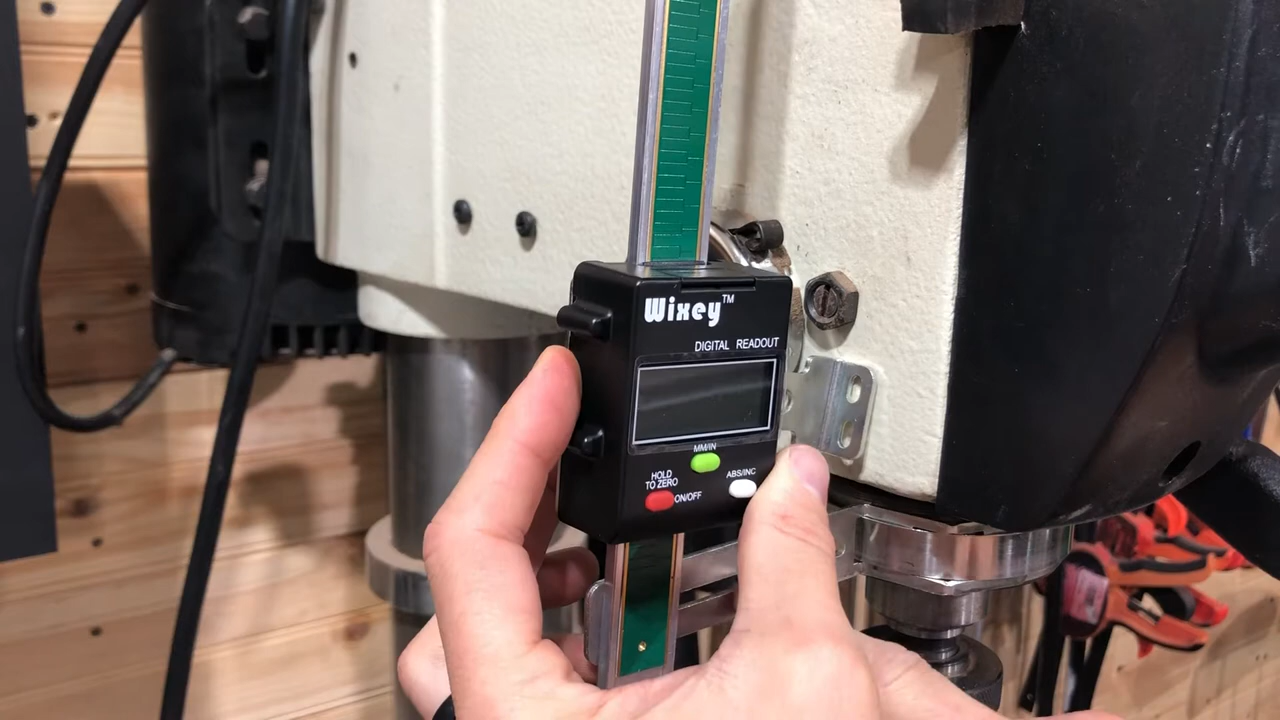 Wixey™
DIGITAL READOUT
MM/IN
HOLD
TO ZERO
ABS/INC
ON/OFF